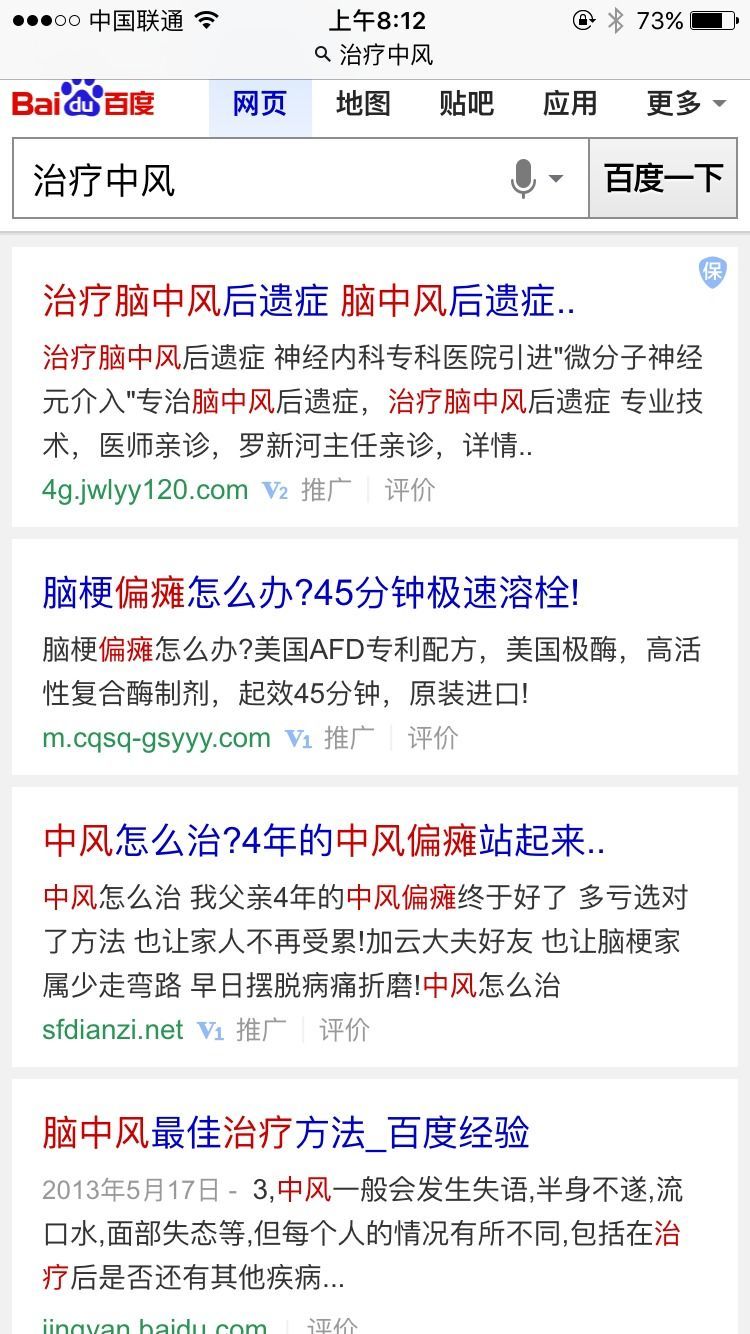 中国联通 上午8:12 73%
治疗中风
Bai du 百度 网页 地图 贴吧 应用 更多
治疗中风 百度一下
保
治疗脑中风后遗症 脑中风后遗症..
治疗脑中风后遗症 神经内科专科医院引进"微分子神经
元介入"专治脑中风后遗症，治疗脑中风后遗症 专业技
术，医师亲诊，罗新河主任亲诊，详情..
4g.jwlyy120.com V2 推广 评价
脑梗偏瘫怎么办?45分钟极速溶栓!
脑梗偏瘫怎么办?美国AFD专利配方，美国极酶，高活
性复合酶制剂，起效45分钟，原装进口!
m.cqsq-gsyyy.com V1 推广 评价
中风怎么治?4年的中风偏瘫站起来..
中风怎么治 我父亲4年的中风偏瘫终于好了 多亏选对
了方法 也让家人不再受累!加云大夫好友 也让脑梗家
属少走弯路 早日摆脱病痛折磨!中风怎么治
sfdianzi.net V1 推广 评价
脑中风最佳治疗方法_百度经验
2013年5月17日 - 3,中风一般会发生失语,半身不遂,流
口水,面部失态等,但每个人的情况有所不同,包括在治
疗后是否还有其他疾病...
jingyan.baidu.com 评价